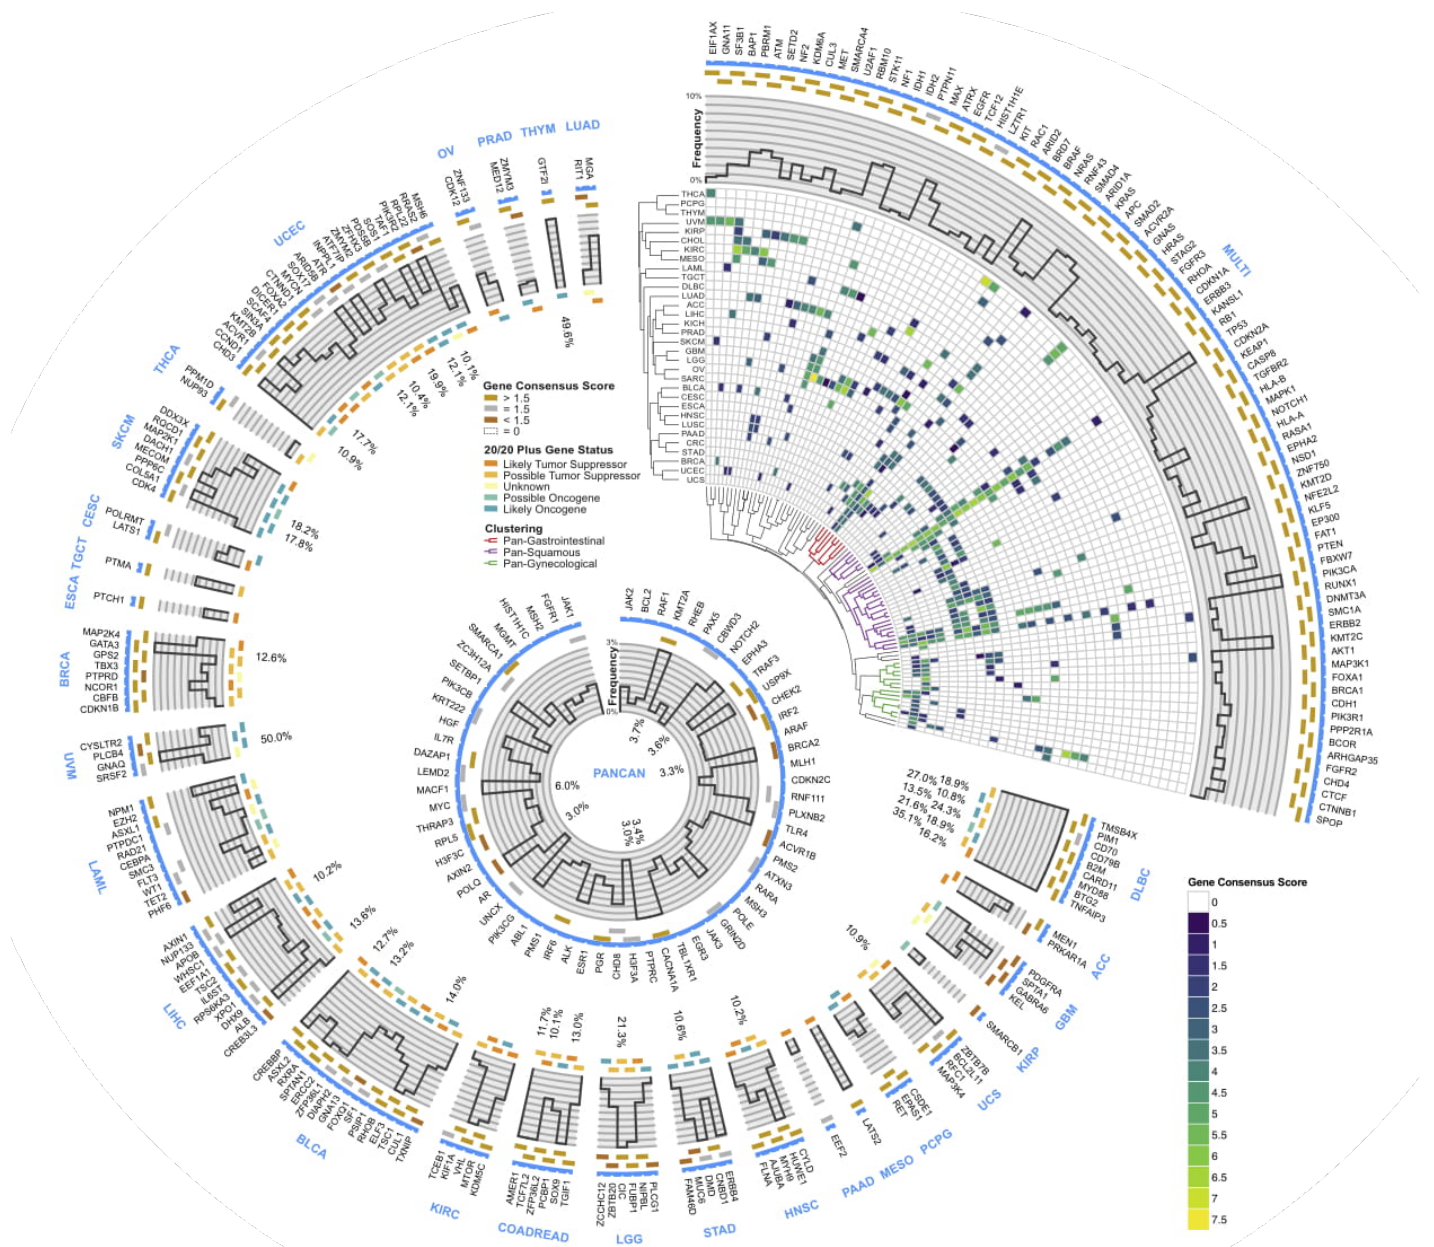 EIF1AX
GNA11
SF3B1
BAP1
PBRM1
ATM
SETD2
NF2
KDM6A
CUL3
MET
SMARCA4
U2AF1
RBM10
STK11
NF1
IDH1
IDH2
PTPN11
MAX
ATRX
EGFR
TCF12
HIST1H1E
LZTR1
KIT
RAC1
ARID2
BRD7
BRAF
NRAS
RNF43
SMAD4
ARID1A
KRAS
APC
SMAD2
ACVR2A
GNAS
HRAS
STAG2
FGFR3
RHOA
CDKN1A
ERBB3
KANSL1
RB1
TP53
CDKN2A
KEAP1
CASP8
TGFBR2
HLA-B
MAPK1
NOTCH1
HLA-A
RASA1
EPHA2
NSD1
ZNF750
KMT2D
NFE2L2
KLF5
EP300
FAT1
PTEN
FBXW7
PIK3CA
RUNX1
DNMT3A
SMC1A
ERBB2
KMT2C
AKT1
MAP3K1
FOXA1
BRCA1
CDH1
PIK3R1
PPP2R1A
BCOR
ARHGAP35
FGFR2
CHD4
CTCF
CTNNB1
SPOP
MULTI
10%
Frequency
0%
THCA
PCPG
THYM
UVM
KIRP
CHOL
KIRC
MESO
LAML
TGCT
DLBC
LUAD
ACC
LIHC
KICH
PRAD
SKCM
GBM
LGG
OV
SARC
BLCA
CESC
ESCA
HNSC
LUSC
PAAD
CRC
STAD
BRCA
UCEC
UCS
LUAD
MGA
RIT1
49.6%
THYM
GTF2I
PRAD
ZMYM3
MED12
OV
ZNF133
CDK12
UCEC
MSH6
RRAS2
RPL22
PIK3R2
TAF1
SOS1
PDS5B
ZFHX3
ZMYM2
ATF7IP
INPPL1
ATR
ARID5B
SOX17
MYCN
CTNND1
FOXA2
DICER1
SCAF4
SIN3A
KMT2B
ACVR1
CCND1
CHD3
10.1%
12.1%
19.9%
10.4%
12.1%
17.7%
10.9%
THCA
PPM1D
NUP93
SKCM
DDX3X
RQCD1
MAP2K1
DACH1
MECOM
PPP6C
COL5A1
CDK4
18.2%
17.8%
CESC
POLRMT
LATS1
TGCT
PTMA
ESCA
PTCH1
BRCA
MAP2K4
GATA3
GPS2
TBX3
PTPRD
NCOR1
CBFB
CDKN1B
12.6%
UVM
CYSLTR2
PLCB4
GNAQ
SRSF2
50.0%
LAML
NPM1
EZH2
ASXL1
PTPDC1
RAD21
CEBPA
SMC3
FLT3
WT1
TET2
PHF6
10.2%
LIHC
AXIN1
NUP133
APOB
WHSC1
EEF1A1
TSC2
IL6ST
RPS6KA3
XPO1
DHX9
ALB
CREB3L3
13.6%
12.7%
13.2%
14.0%
BLCA
CREBBP
ASXL2
RXRA
SPTAN1
ERCC2
ZFP36L1
DIAPH2
GNA13
FOXQ1
SF1
PSIP1
RHOB
ELF3
TSC1
CUL1
TXNIP
KIRC
TCEB1
KIF1A
VHL
MTOR
KDM5C
COADREAD
AMER1
TCF7L2
ZFP36L2
PCBP1
SOX9
TGIF1
11.7%
10.1%
13.0%
LGG
ZCCHC12
ZBTB20
CIC
FUBP1
NIPBL
PLCG1
21.3%
STAD
FAM46D
MUC6
DMD
CNBD1
ERBB4
10.6%
HNSC
FLNA
AJUBA
MYH9
HUWE1
CYLD
10.2%
PAAD
EEF2
MESO
LATS2
PCPG
RET
EPAS1
CSDE1
UCS
MAP3K4
RFC1
BCL2L11
ZBTB7B
10.9%
KIRP
SMARCB1
GBM
KEL
GABRA6
SPTA1
PDGFRA
ACC
PRKAR1A
MEN1
DLBC
TMSB4X
PIM1
CD70
CD79B
B2M
CARD11
MYD88
BTG2
TNFAIP3
27.0% 18.9%
13.5% 10.8%
21.6% 24.3%
35.1% 18.9%
16.2%
Gene Consensus Score
> 1.5
= 1.5
< 1.5
= 0
20/20 Plus Gene Status
Likely Tumor Suppressor
Possible Tumor Suppressor
Unknown
Possible Oncogene
Likely Oncogene
Clustering
Pan-Gastrointestinal
Pan-Squamous
Pan-Gynecological
PANCAN
3%
Frequency
0%
3.7%
3.6%
3.3%
3.4%
3.0%
3.0%
6.0%
JAK2
BCL2
RAF1
KMT2A
RHEB
PAX5
CBWD3
NOTCH2
EPHA3
TRAF3
USP9X
CHEK2
IRF2
ARAF
BRCA2
MLH1
CDKN2C
RNF111
PLXNB2
TLR4
ACVR1B
PMS2
ATXN3
RARA
MSH3
POLE
GRIN2D
JAK3
EGR3
TBL1XR1
CACNA1A
PTPRC
H3F3A
CHD8
PGR
ESR1
ALK
IRF6
PMS1
ABL1
PIK3CG
UNCX
AR
POLQ
AXIN2
H3F3C
RPL5
THRAP3
MYC
MACF1
LEMD2
DAZAP1
IL7R
HGF
KRT222
PIK3CB
SETBP1
ZC3H12A
SMARCA1
MGMT
HIST1H1C
MSH2
FGFR1
JAK1
Gene Consensus Score
0
0.5
1
1.5
2
2.5
3
3.5
4
4.5
5
5.5
6
6.5
7
7.5